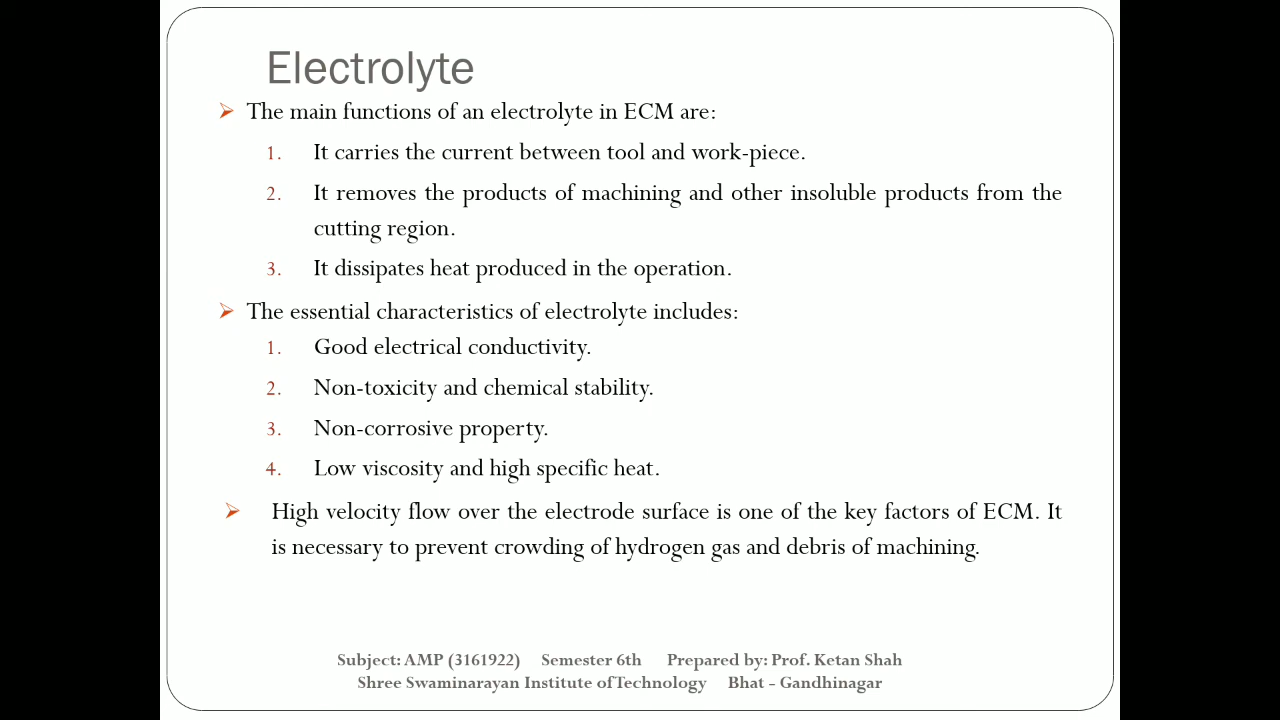 Electrolyte
➢ The main functions of an electrolyte in ECM are:
1. It carries the current between tool and work-piece.
2. It removes the products of machining and other insoluble products from the
cutting region.
3. It dissipates heat produced in the operation.
➢ The essential characteristics of electrolyte includes:
1. Good electrical conductivity.
2. Non-toxicity and chemical stability.
3. Non-corrosive property.
4. Low viscosity and high specific heat.
➢ High velocity flow over the electrode surface is one of the key factors of ECM. It
is necessary to prevent crowding of hydrogen gas and debris of machining.
Subject: AMP (3161922) Semester 6th Prepared by: Prof. Ketan Shah
Shree Swaminarayan Institute of Technology Bhat - Gandhinagar